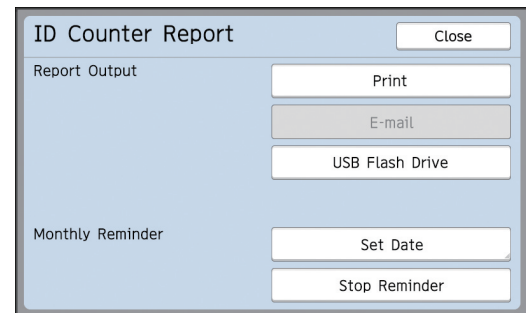 ID Counter Report
Close
Report Output
Print
E-mail
USB Flash Drive
Monthly Reminder
Set Date
Stop Reminder